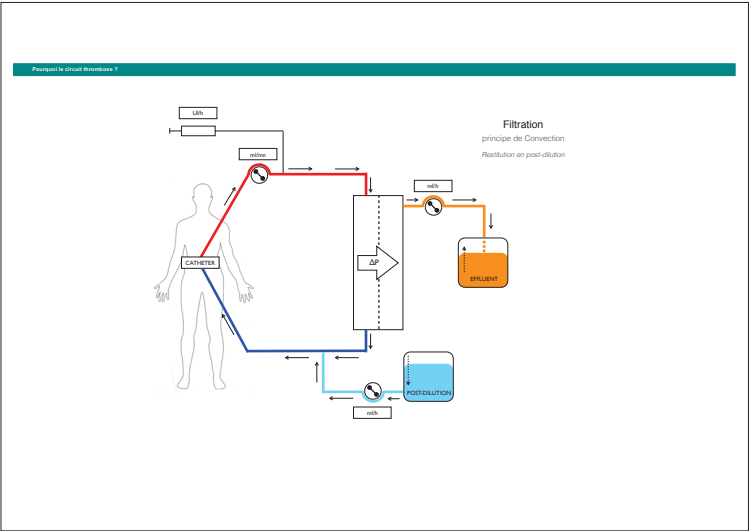 Pourquoi le circuit thrombose ?
UI/h
Filtration
principe de Convection
Restitution en post-dilution
ml/mn
ml/h
CATHETER
ΔP
EFFLUENT
POST-DILUTION
ml/h